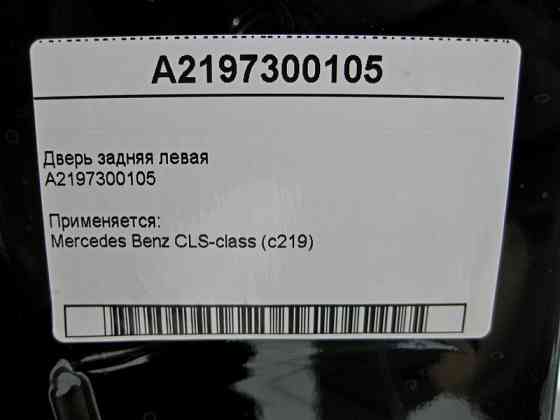 A2197300105
Дверь задняя левая
A2197300105
Применяется:
Mercedes Benz CLS-class (c219)